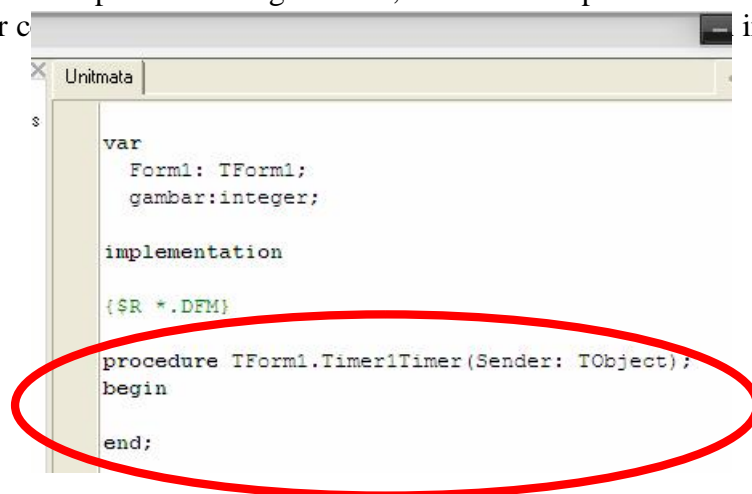 Unitmata
s
var
Form1: TForm1;
gambar:integer;
implementation
{$R *.DFM}
procedure TForm1.Timer1Timer(Sender: TObject);
begin
end;